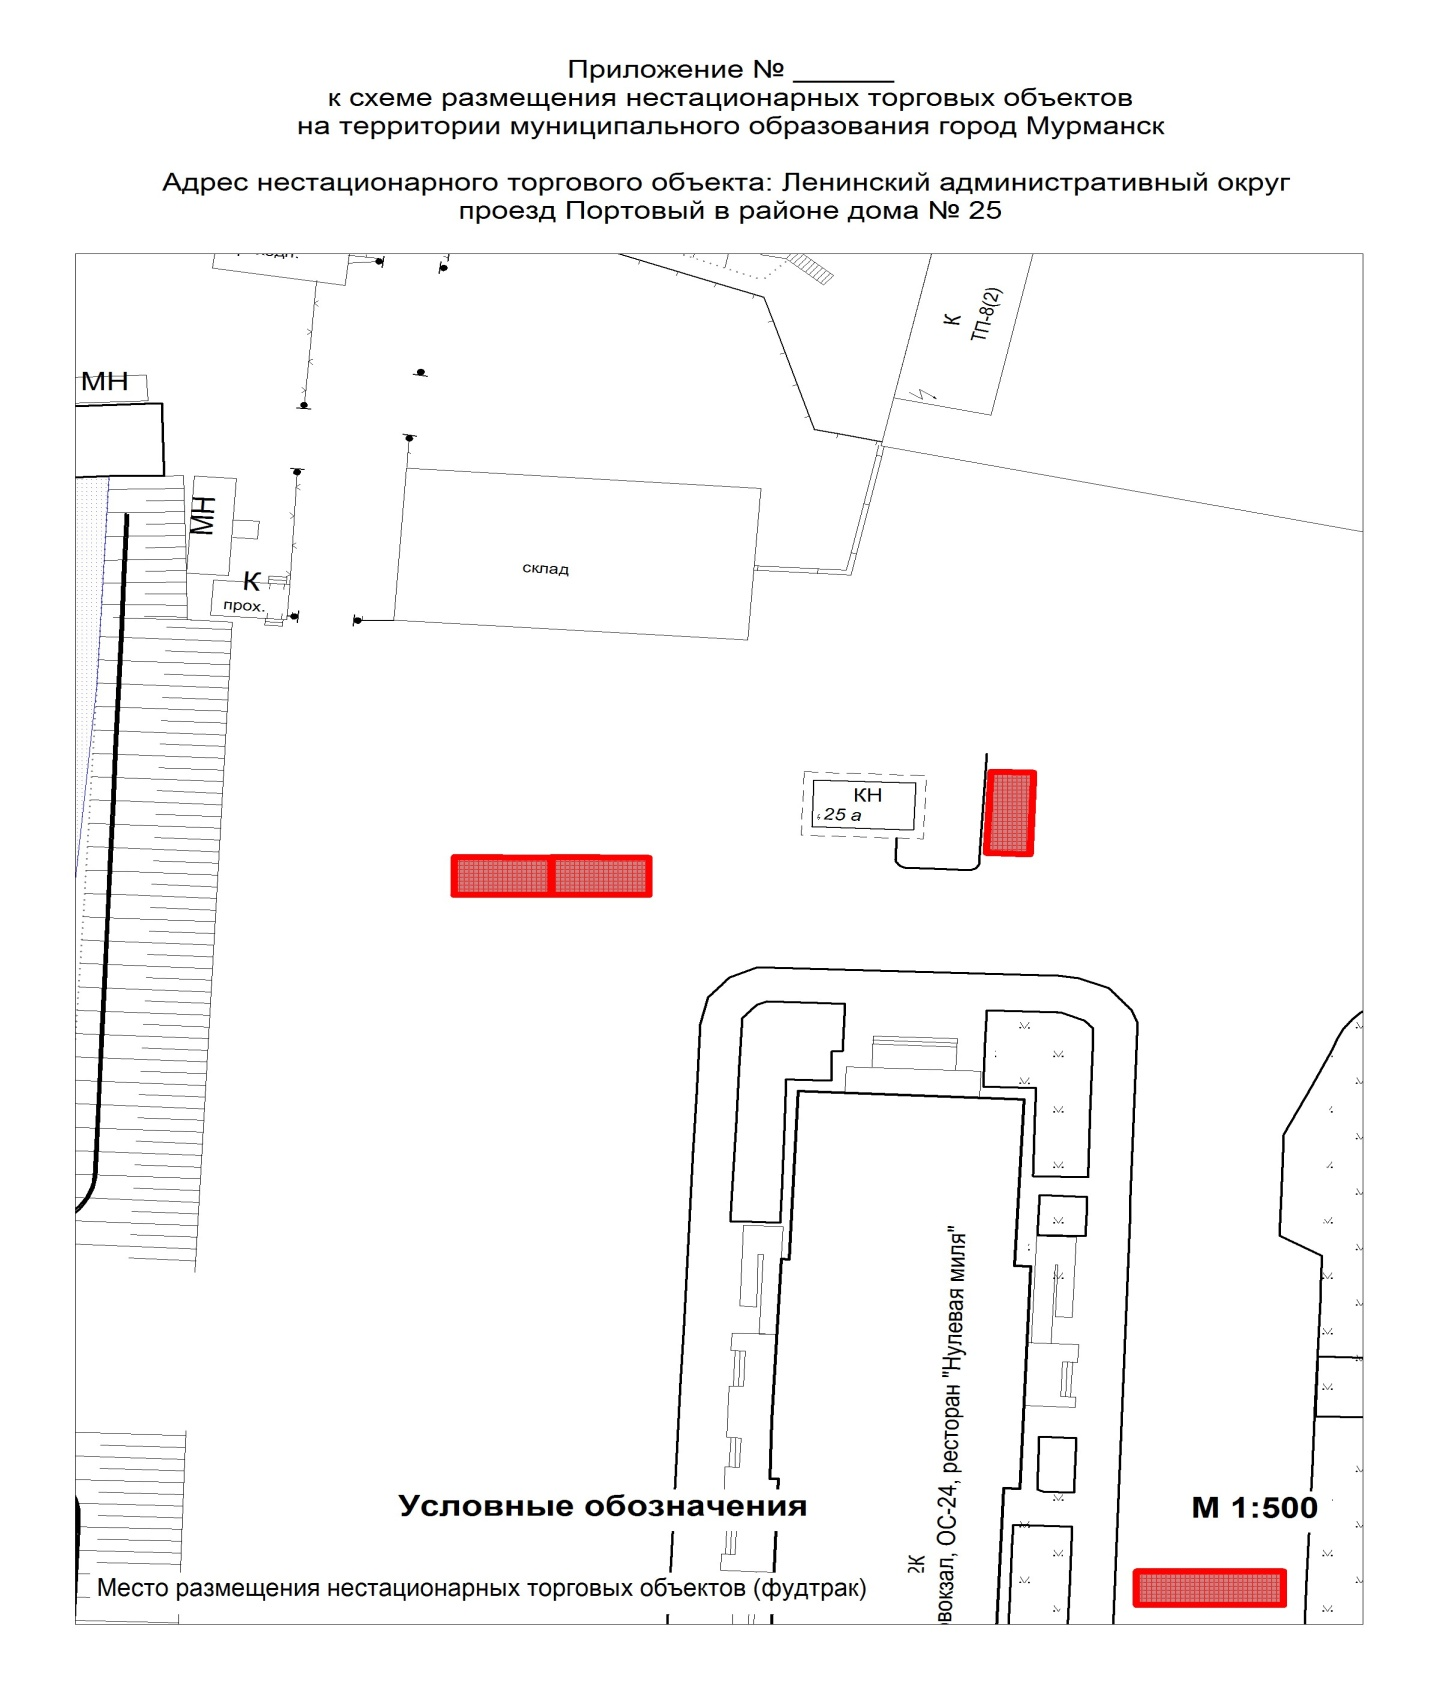 Приложение № ______
к схеме размещения нестационарных торговых объектов
на территории муниципального образования город Мурманск
Адрес нестационарного торгового объекта: Ленинский административный округ
проезд Портовый в районе дома № 25
К
ТП-8(2)
МН
МН
К
прох.
склад
КН
25 а
2К
вокзал, ОС-24, ресторан "Нулевая миля"
Условные обозначения
М 1:500
Место размещения нестационарных торговых объектов (фудтрак)